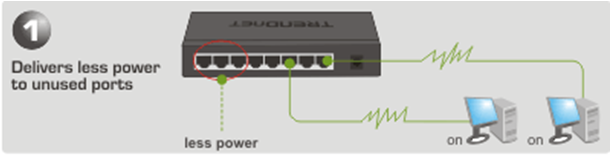 1
TRENDnet
Delivers less power
to unused ports
less power
on
on